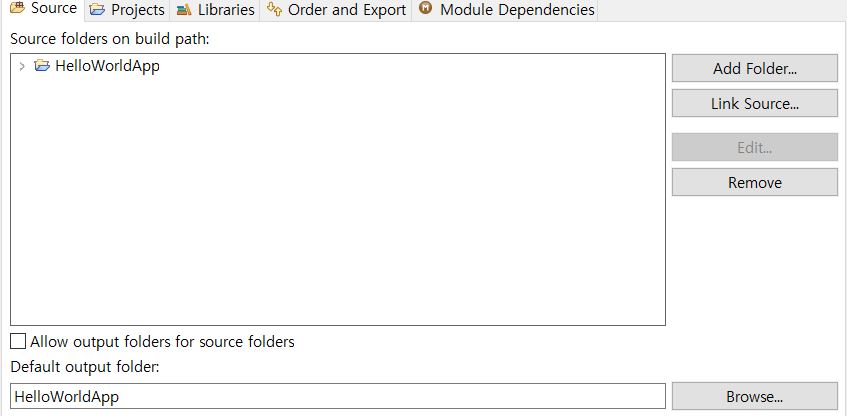 Source Projects Libraries Order and Export Module Dependencies
Source folders on build path:
HelloWorldApp
Add Folder...
Link Source...
Edit...
Remove
Allow output folders for source folders
Default output folder:
HelloWorldApp Browse...